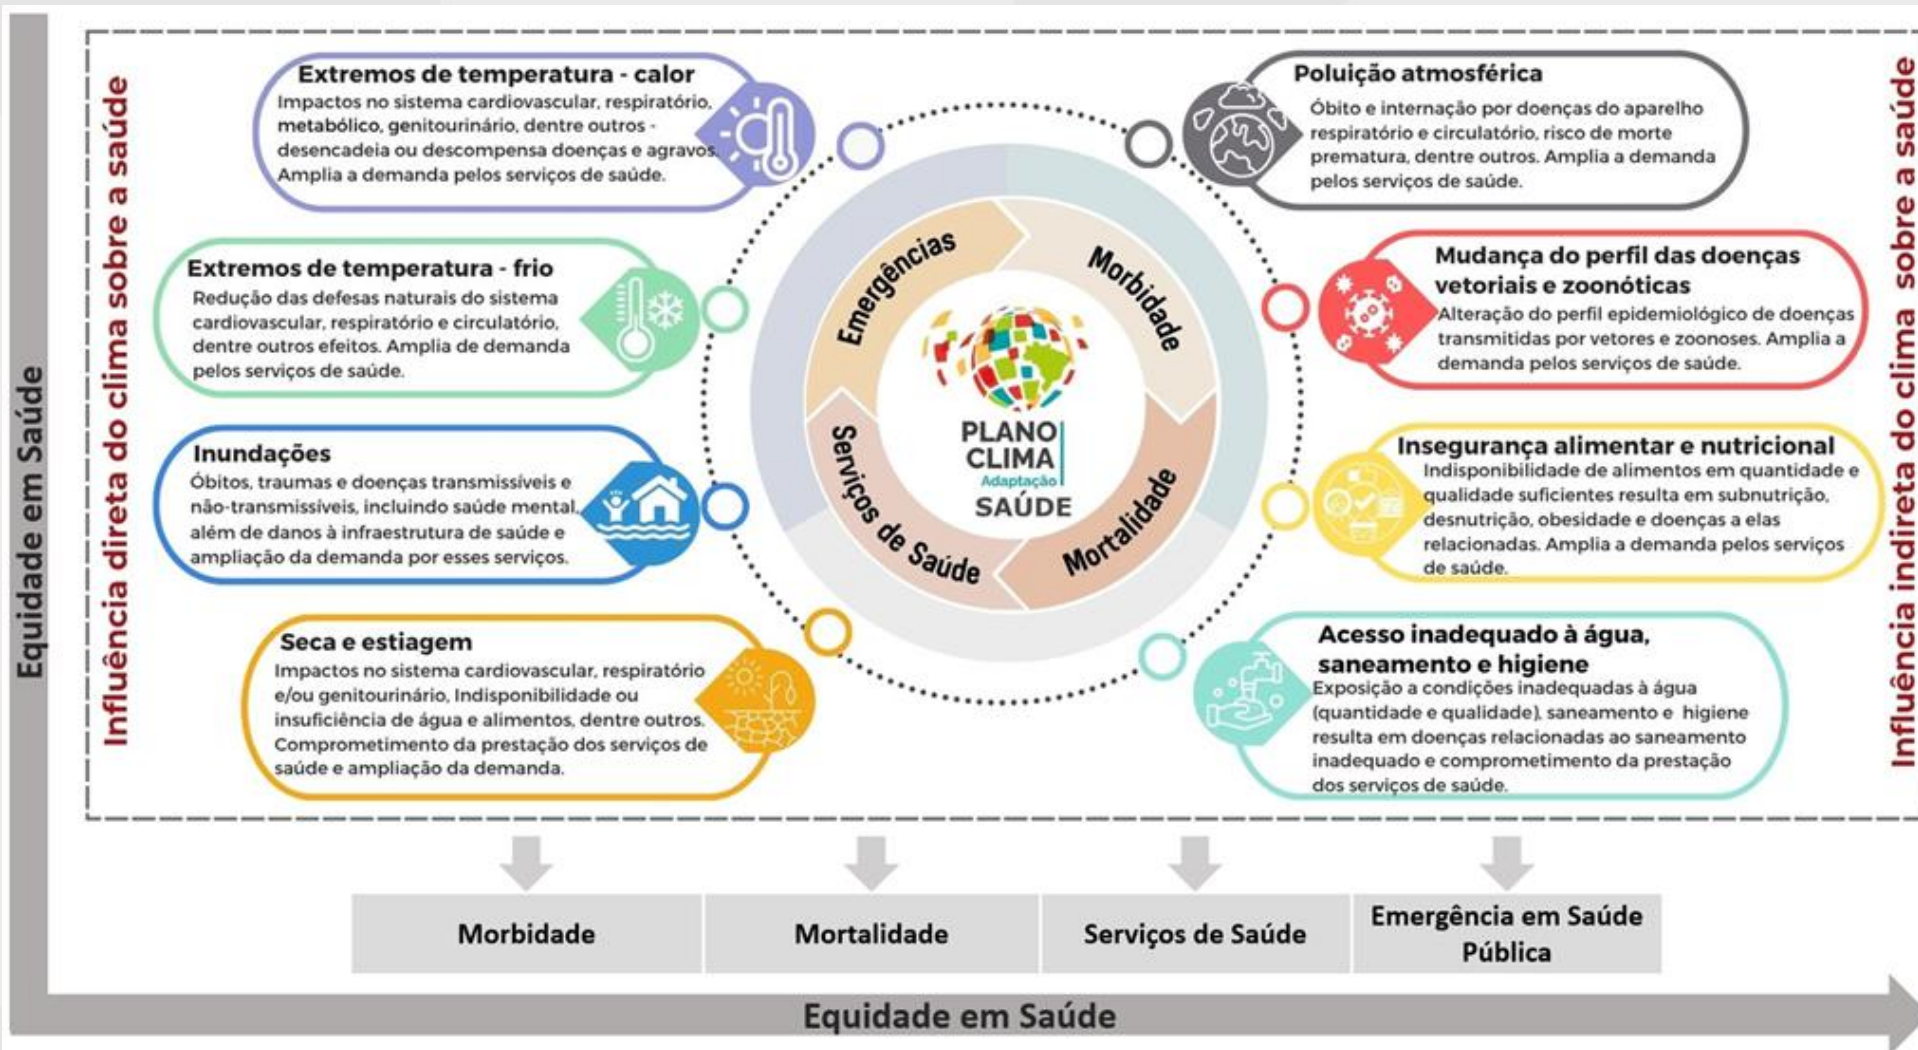 Equidade em Saúde
Influência direta do clima sobre a saúde
Extremos de temperatura - calor
Impactos no sistema cardiovascular, respiratório,
metabólico, genitourinário, dentre outros -
desencadeia ou descompensa doenças e agravos.
Amplia a demanda pelos serviços de saúde.
Extremos de temperatura - frio
Redução das defesas naturais do sistema
cardiovascular, respiratório e circulatório,
dentre outros efeitos. Amplia de demanda
pelos serviços de saúde.
Inundações
Óbitos, traumas e doenças transmissíveis e
não-transmissíveis, incluindo saúde mental,
além de danos à infraestrutura de saúde e
ampliação da demanda por esses serviços.
Seca e estiagem
Impactos no sistema cardiovascular, respiratório
e/ou genitourinário, Indisponibilidade ou
insuficiência de água e alimentos, dentre outros.
Comprometimento da prestação dos serviços de
saúde e ampliação da demanda.
Emergências
Morbidade
Mortalidade
Serviços de Saúde
PLANO
CLIMA
Adaptação
SAÚDE
Poluição atmosférica
Óbito e internação por doenças do aparelho
respiratório e circulatório, risco de morte
prematura, dentre outros. Amplia a demanda
pelos serviços de saúde.
Mudança do perfil das doenças
vetoriais e zoonóticas
Alteração do perfil epidemiológico de doenças
transmitidas por vetores e zoonoses. Amplia a
demanda pelos serviços de saúde.
Insegurança alimentar e nutricional
Indisponibilidade de alimentos em quantidade e
qualidade suficientes resulta em subnutrição,
desnutrição, obesidade e doenças a elas
relacionadas. Amplia a demanda pelos serviços
de saúde.
Acesso inadequado à água,
saneamento e higiene
Exposição a condições inadequadas à água
(quantidade e qualidade), saneamento e higiene
resulta em doenças relacionadas ao saneamento
inadequado e comprometimento da prestação
dos serviços de saúde.
Influência indireta do clima sobre a saúde
Morbidade
Mortalidade
Serviços de Saúde
Emergência em Saúde
Pública
Equidade em Saúde